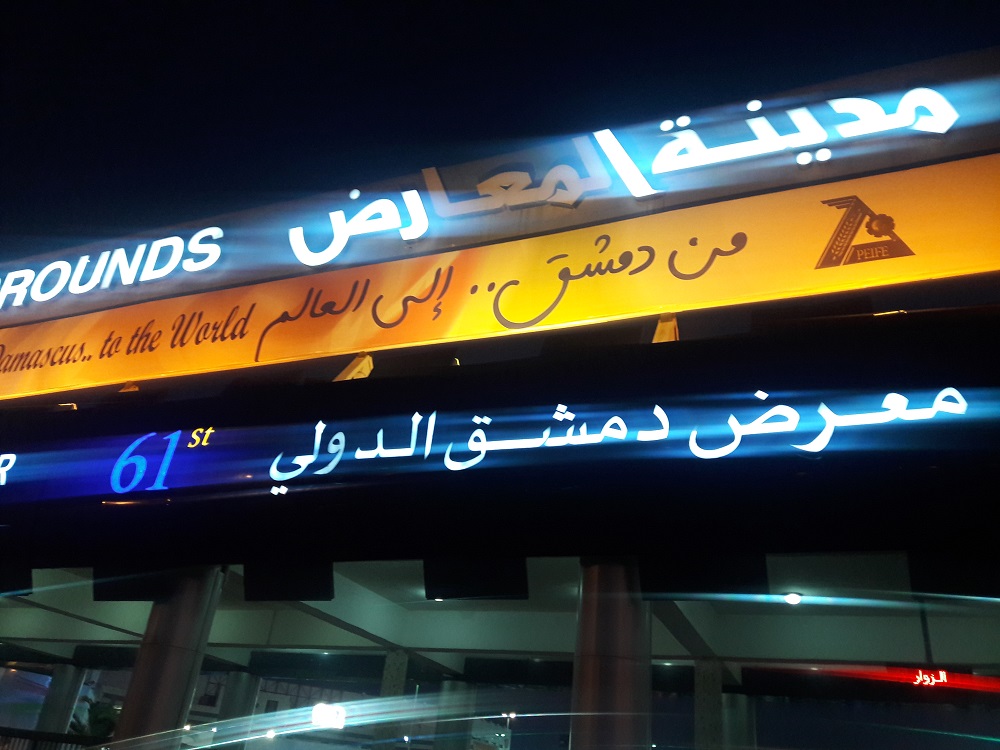 مدينة المعارض
ROUNDS
من دمشق.. إلى العالم
Damascus.. to the World
PEIFE
معرض دمشق الدولي
61st
R
الزوار